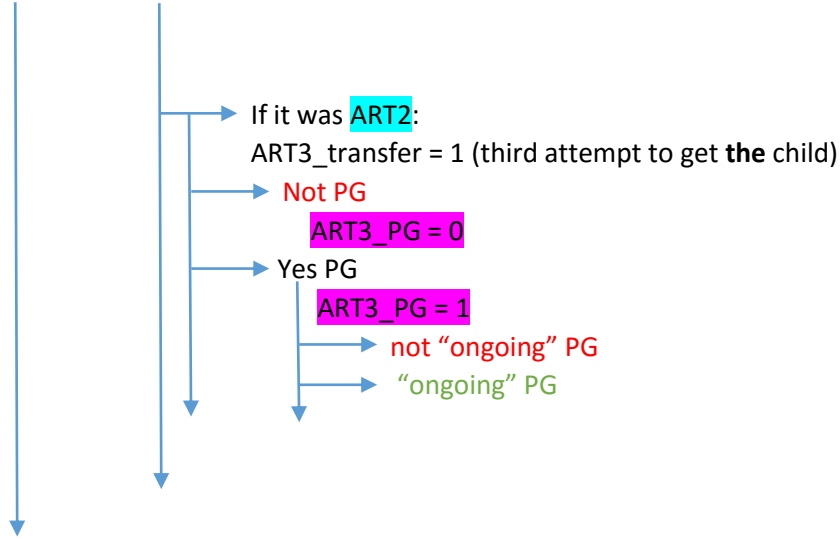 If it was ART2:
ART3_transfer = 1 (third attempt to get the child)
Not PG
ART3_PG = 0
Yes PG
ART3_PG = 1
not “ongoing” PG
“ongoing” PG